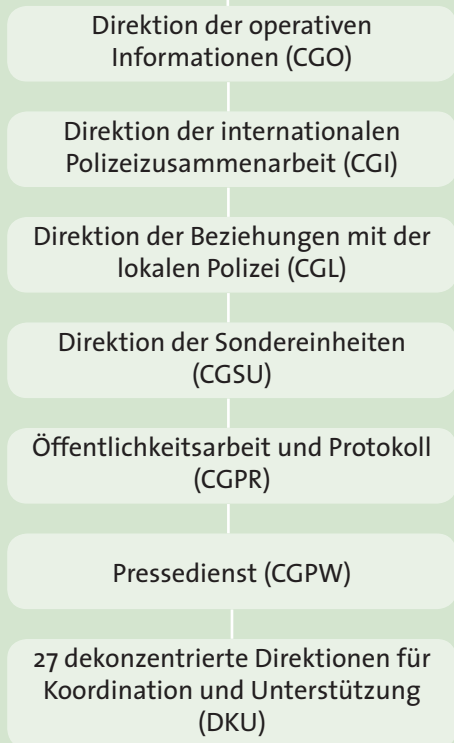 Direktion der operativen
Informationen (CGO)
Direktion der internationalen
Polizeizusammenarbeit (CGI)
Direktion der Beziehungen mit der
lokalen Polizei (CGL)
Direktion der Sondereinheiten
(CGSU)
Öffentlichkeitsarbeit und Protokoll
(CGPR)
Pressedienst (CGPW)
27 dekonzentrierte Direktionen für
Koordination und Unterstützung
(DKU)